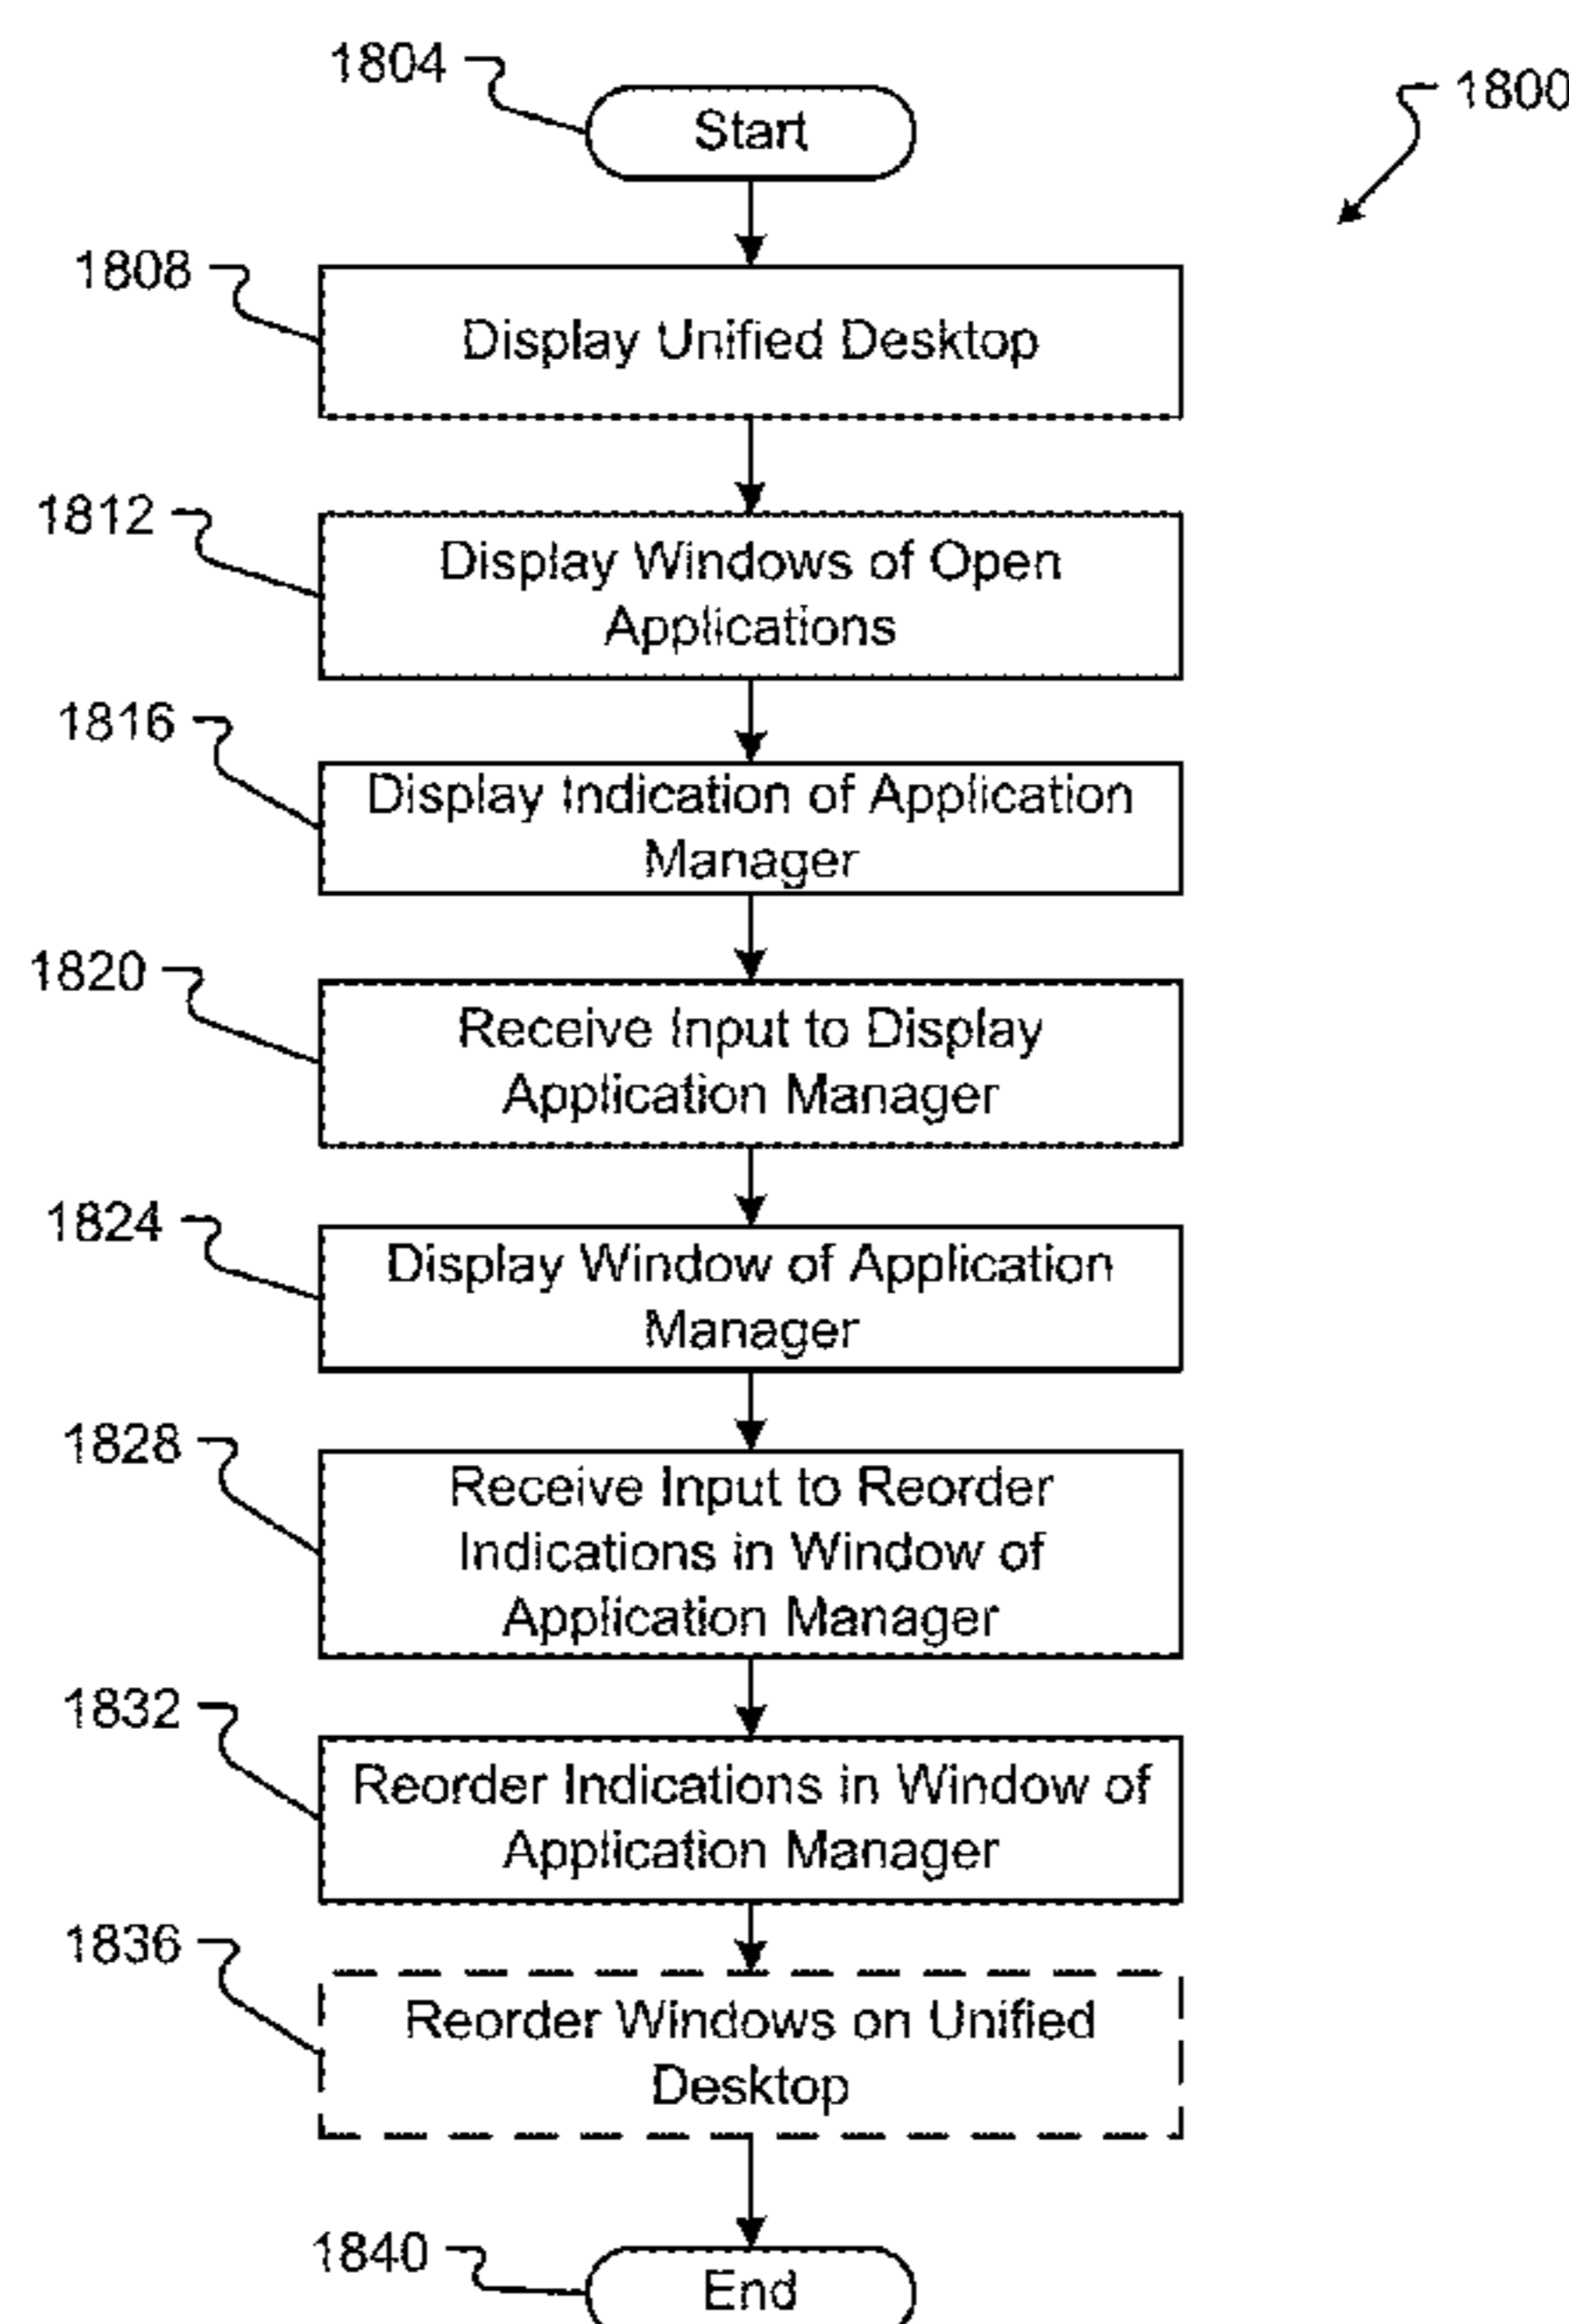 1804
Start
1800
1808
Display Unified Desktop
1812
Display Windows of Open
Applications
1816
Display Indication of Application
Manager
1820
Receive Input to Display
Application Manager
1824
Display Window of Application
Manager
1828
Receive Input to Reorder
Indications in Window of
Application Manager
1832
Reorder Indications in Window of
Application Manager
1836
Reorder Windows on Unified
Desktop
1840
End